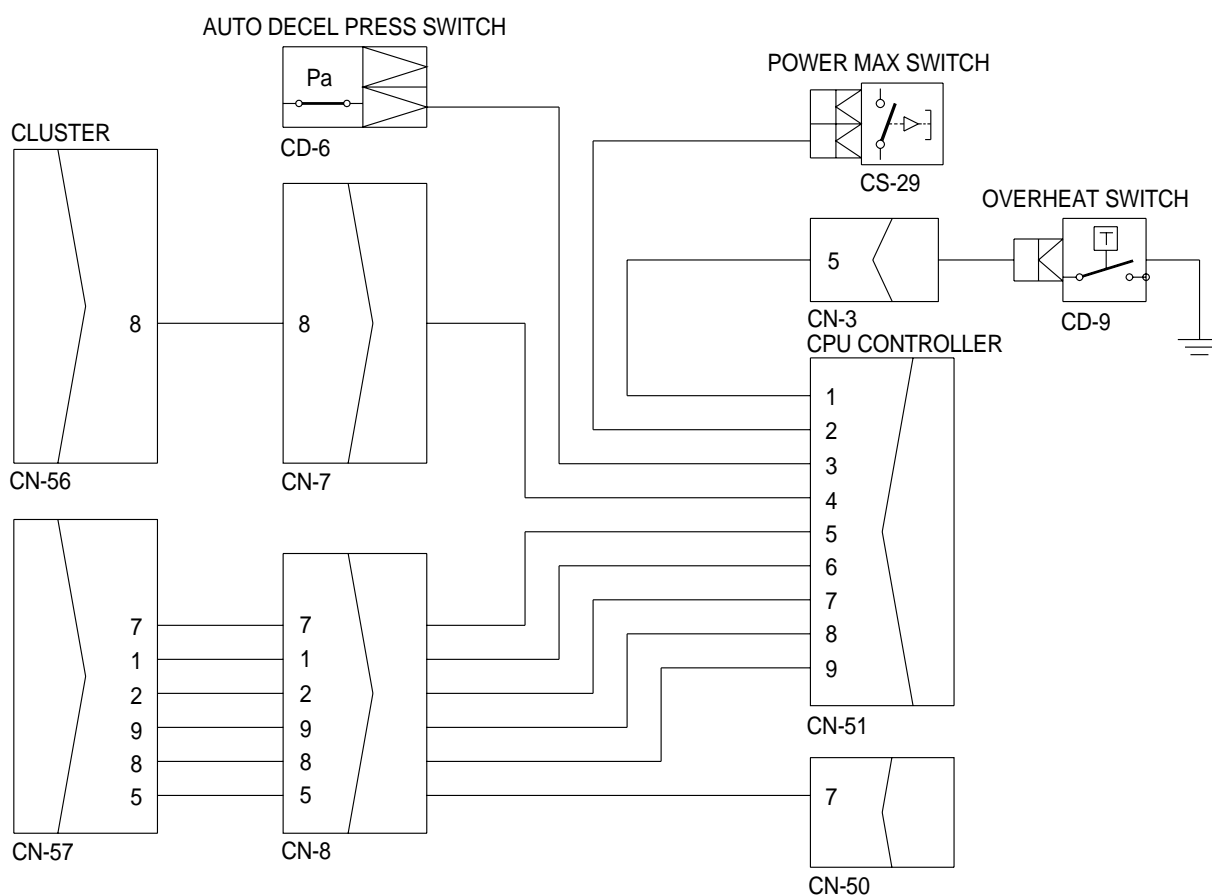 AUTO DECEL PRESS SWITCH
Pa
CD-6
POWER MAX SWITCH
CS-29
OVERHEAT SWITCH
T
CD-9
5
CN-3
CLUSTER
8
CN-56
8
CN-7
CPU CONTROLLER
1
2
3
4
5
6
7
8
9
CN-51
7
1
2
9
8
5
CN-57
7
1
2
9
8
5
CN-8
7
CN-50